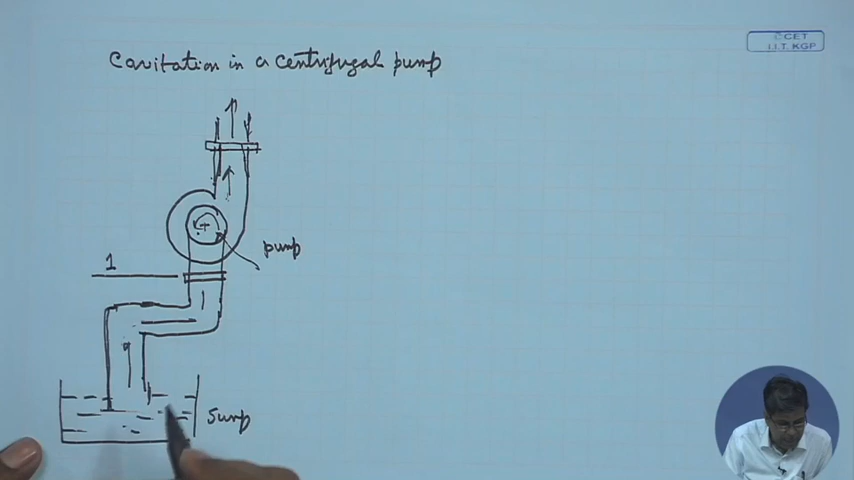 Cavitation in a centrifugal pump
© CET
I.I.T. KGP
pump
1
Sump